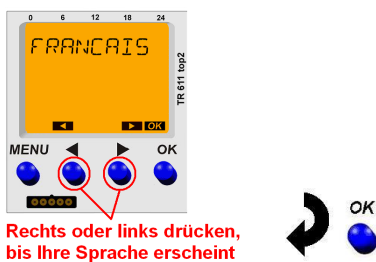 0 6 12 18 24
FRANCAIS
TR 611 top2
OK
MENU OK
Rechts oder links drücken,
bis Ihre Sprache erscheint
OK